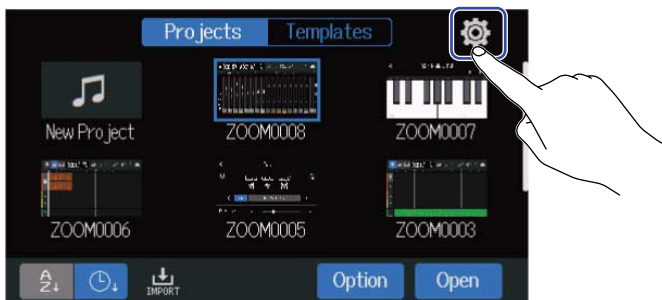 Projects Templates
New Project ZOOM0008 ZOOM0007
ZOOM0006 ZOOM0005 ZOOM0003
A
Z
IMPORT Option Open